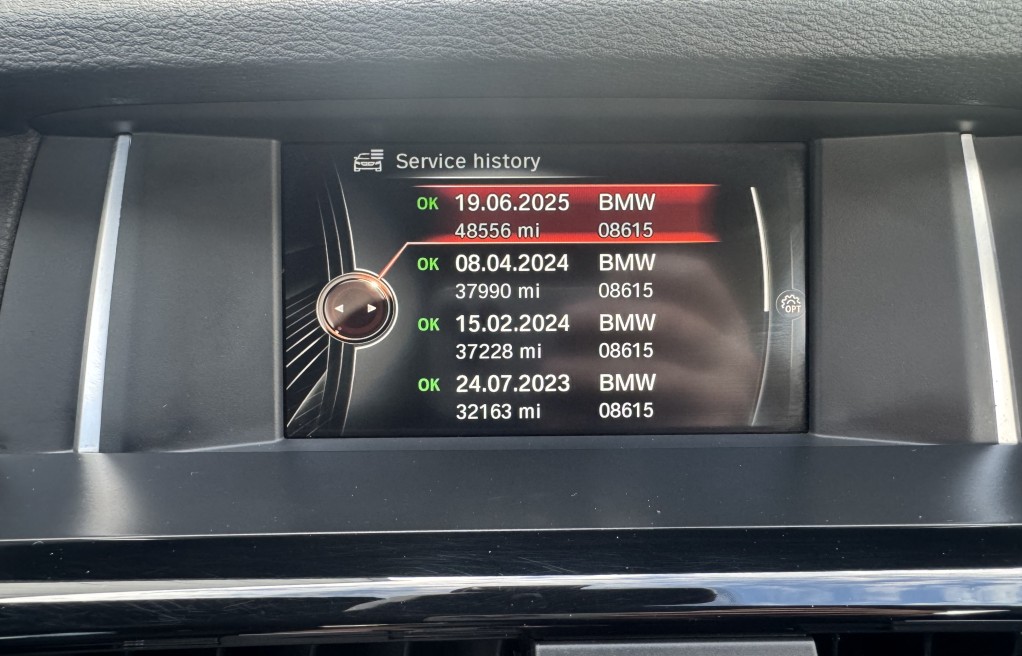 Service history
OK 19.06.2025 BMW
48556 mi 08615
OK 08.04.2024 BMW
37990 mi 08615
OK 15.02.2024 BMW
37228 mi 08615
OK 24.07.2023 BMW
32163 mi 08615
OPT